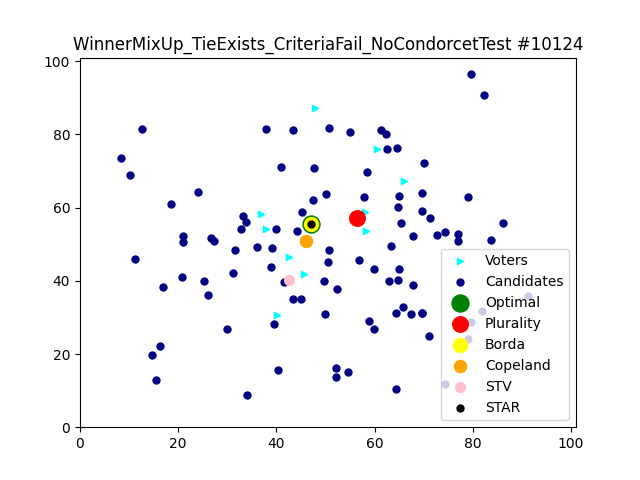 WinnerMixUp_TieExists_CriteriaFail_NoCondorcetTest #10124
100
80
60
40
20
0
0 20 40 60 80 100
Voters
Candidates
Optimal
Plurality
Borda
Copeland
STV
STAR